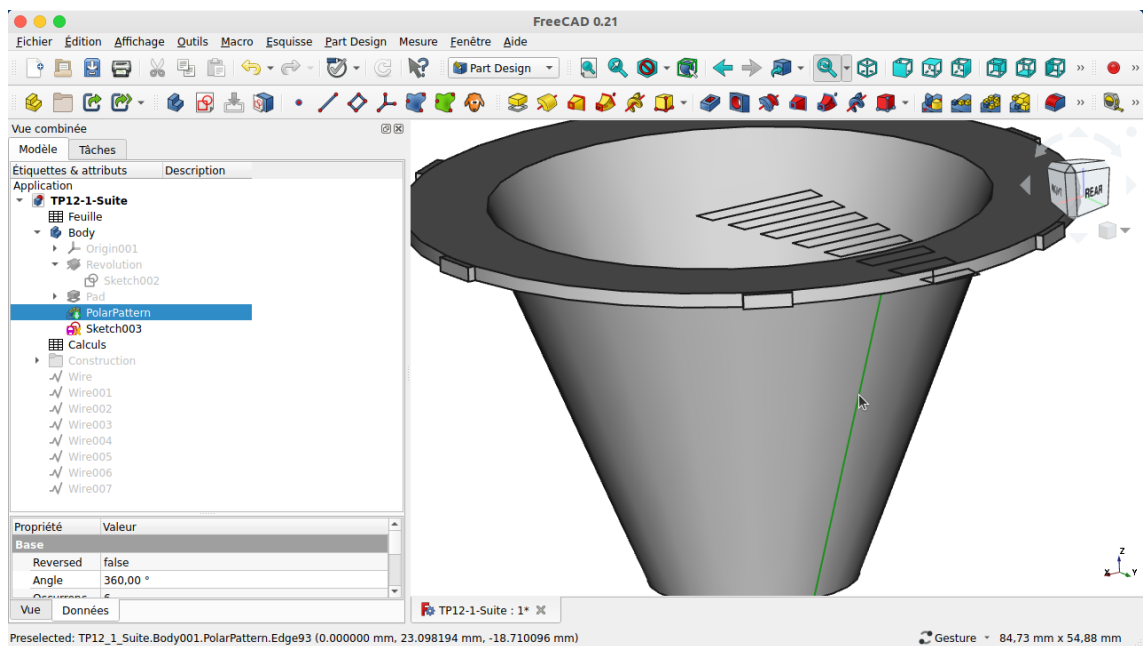 FreeCAD 0.21
Fichier Édition Affichage Outils Macro Esquisse Part Design Mesure Fenêtre Aide
Part Design
Vue combinée
Modèle Tâches
Étiquettes & attributs Description
Application
TP12-1-Suite
Feuille
Body
Origin001
Revolution
Sketch002
Pad
PolarPattern
Sketch003
Calculs
Construction
Wire
Wire001
Wire002
Wire003
Wire004
Wire005
Wire006
Wire007
REAR
Propriété Valeur
Base
Reversed false
Angle 360,00 °
Z
X Y
Vue Données
TP12-1-Suite : 1*
Preselected: TP12_1_Suite.Body001.PolarPattern.Edge93 (0.000000 mm, 23.098194 mm, -18.710096 mm)
Gesture 84,73 mm x 54,88 mm